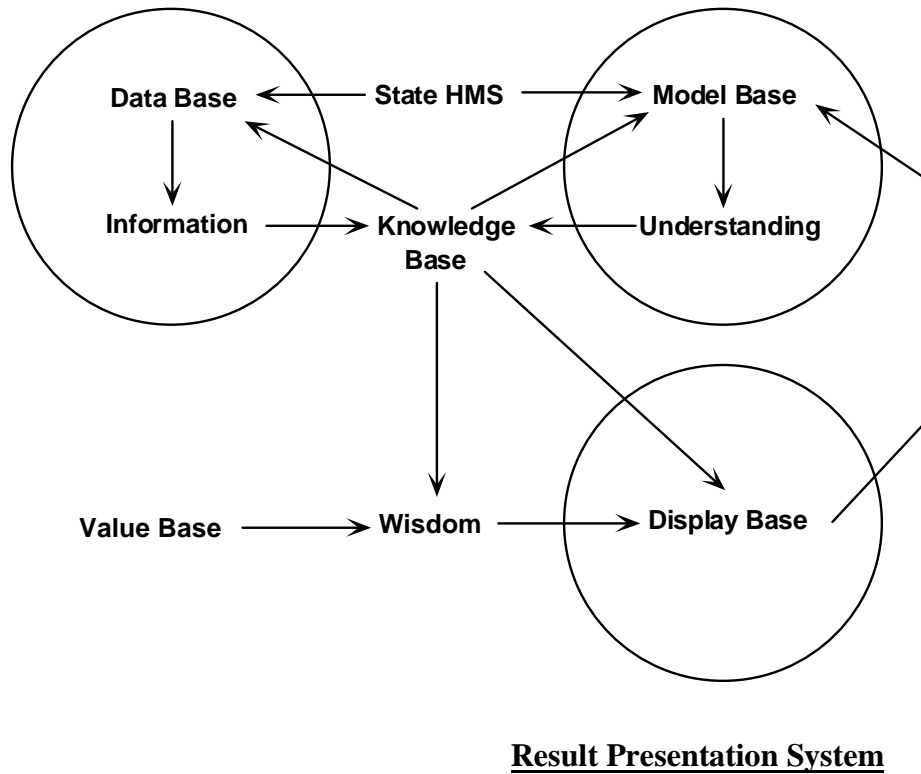 Data Base
State HMS
Model Base
Information
Knowledge
Base
Understanding
Value Base
Wisdom
Display Base
Result Presentation System